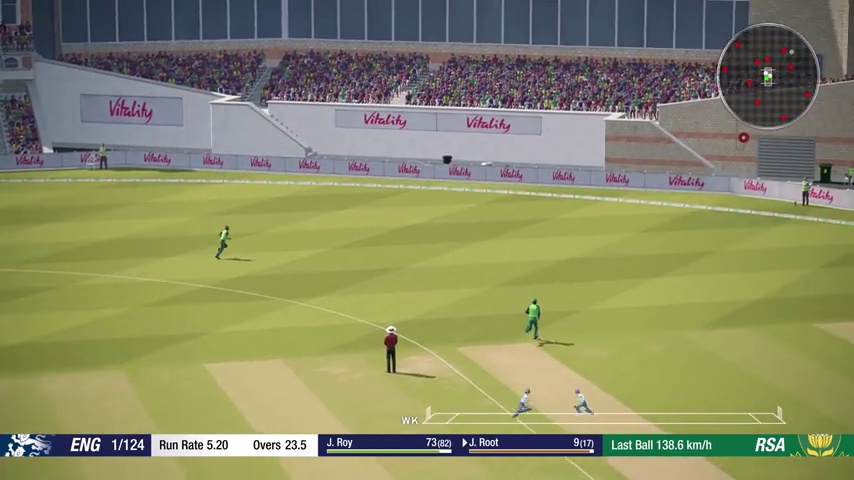 Vitality
Vitality Vitality
Vitality Vitality Vitality Vitality Vitality Vitality Vitality Vitality Vitality Vitality Vitality Vitality Vitality Vitality
WK
ENG 1/124 Run Rate 5.20 Overs 23.5 J. Roy 73(82) J. Root 9(17) Last Ball 138.6 km/h RSA